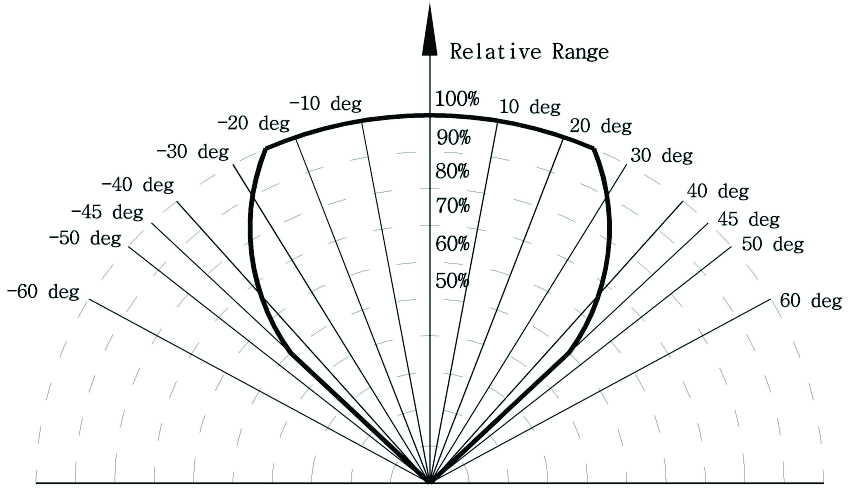 Relative Range
100%
-10 deg
10 deg
-20 deg
20 deg
90%
-30 deg
30 deg
80%
-40 deg
40 deg
70%
-45 deg
45 deg
-50 deg
50 deg
60%
50%
-60 deg
60 deg